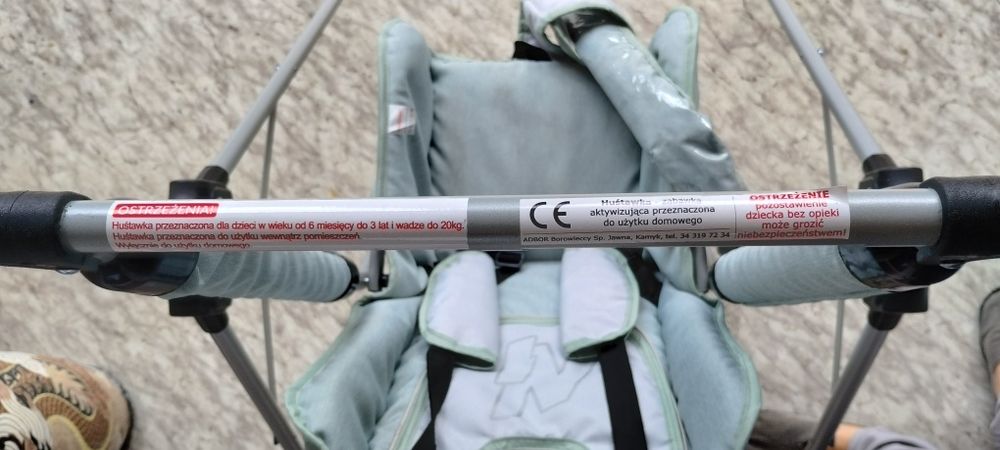 OSTRZEŻENIA!
Huśtawka przeznaczona dla dzieci w wieku od 6 miesięcy do 3 lat i wadze do 20kg.
Huśtawka przeznaczona do użytku wewnątrz pomieszczeń.
Wyłącznie do użytku domowego
CE
Huśtawka - zabawka
aktywizująca przeznaczona
do użytku domowego
ADBOR Borowieccy Sp. Jawna, Kamyk, tel. 34 319 72 34
OSTRZEŻENIE
pozostawienie
dziecka bez opieki
może grozić
niebezpieczeństwem!